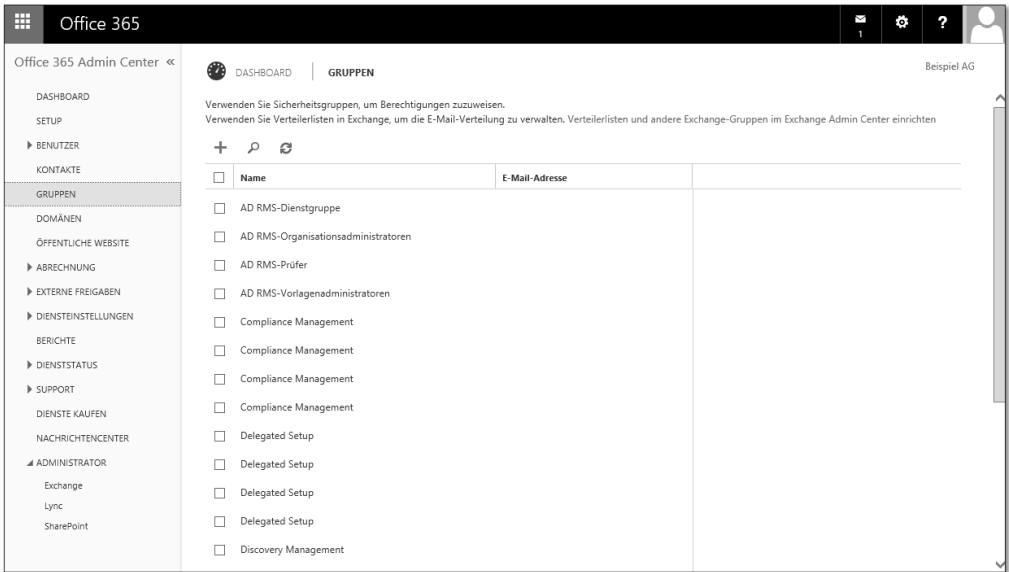 Office 365
1
?
Office 365 Admin Center «
DASHBOARD
SETUP
BENUTZER
KONTAKTE
GRUPPEN
DOMÄNEN
ÖFFENTLICHE WEBSITE
ABRECHNUNG
EXTERNE FREIGABEN
DIENSTEINSTELLUNGEN
BERICHTE
DIENSTSTATUS
SUPPORT
DIENSTE KAUFEN
NACHRICHTENCENTER
ADMINISTRATOR
Exchange
Lync
SharePoint
DASHBOARD | GRUPPEN
Beispiel AG
Verwenden Sie Sicherheitsgruppen, um Berechtigungen zuzuweisen.
Verwenden Sie Verteilerlisten in Exchange, um die E-Mail-Verteilung zu verwalten. Verteilerlisten und andere Exchange-Gruppen im Exchange Admin Center einrichten
Name E-Mail-Adresse
AD RMS-Dienstgruppe
AD RMS-Organisationsadministratoren
AD RMS-Prüfer
AD RMS-Vorlagenadministratoren
Compliance Management
Compliance Management
Compliance Management
Compliance Management
Delegated Setup
Delegated Setup
Delegated Setup
Delegated Setup
Discovery Management